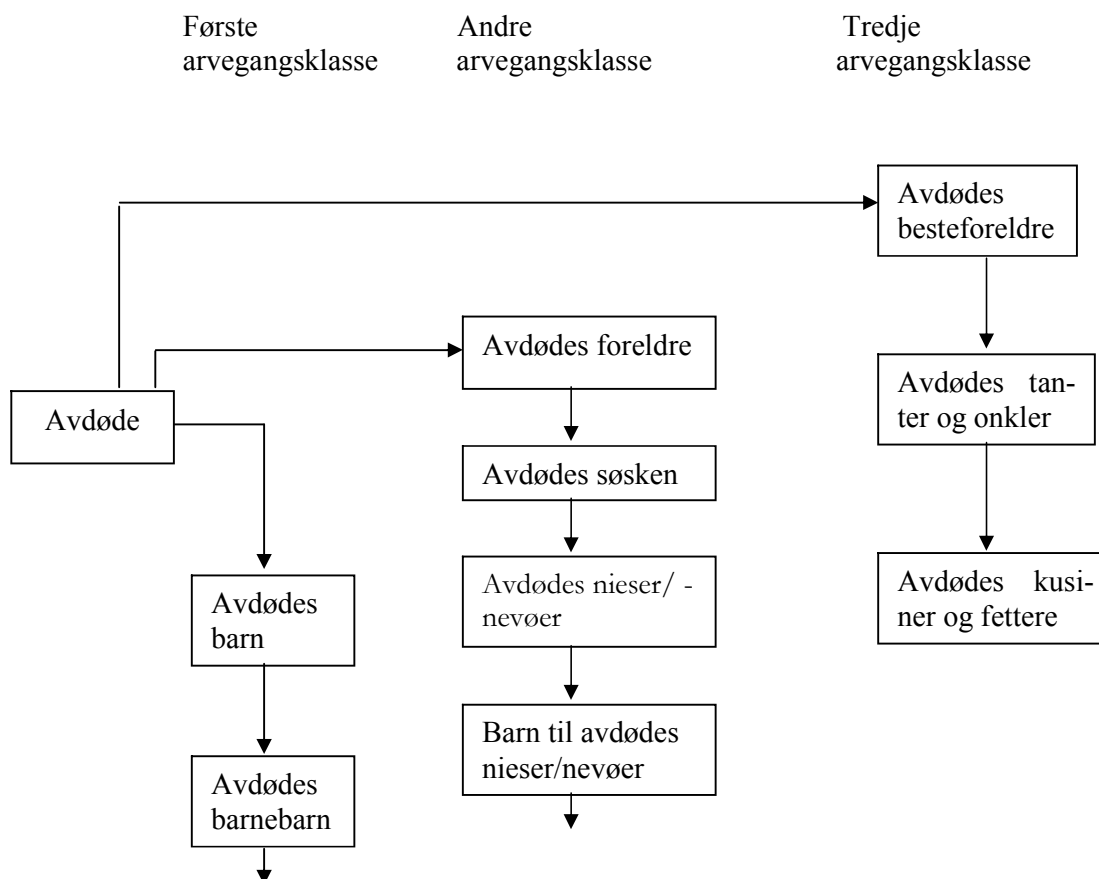 Første
arvegangsklasse
Andre
arvegangsklasse
Tredje
arvegangsklasse
Avdødes
besteforeldre
Avdødes foreldre
Avdødes tan-
ter og onkler
Avdøde
Avdødes søsken
Avdødes nieser/ -
nevøer
Avdødes kusi-
ner og fettere
Avdødes
barn
Barn til avdødes
nieser/nevøer
Avdødes
barnebarn